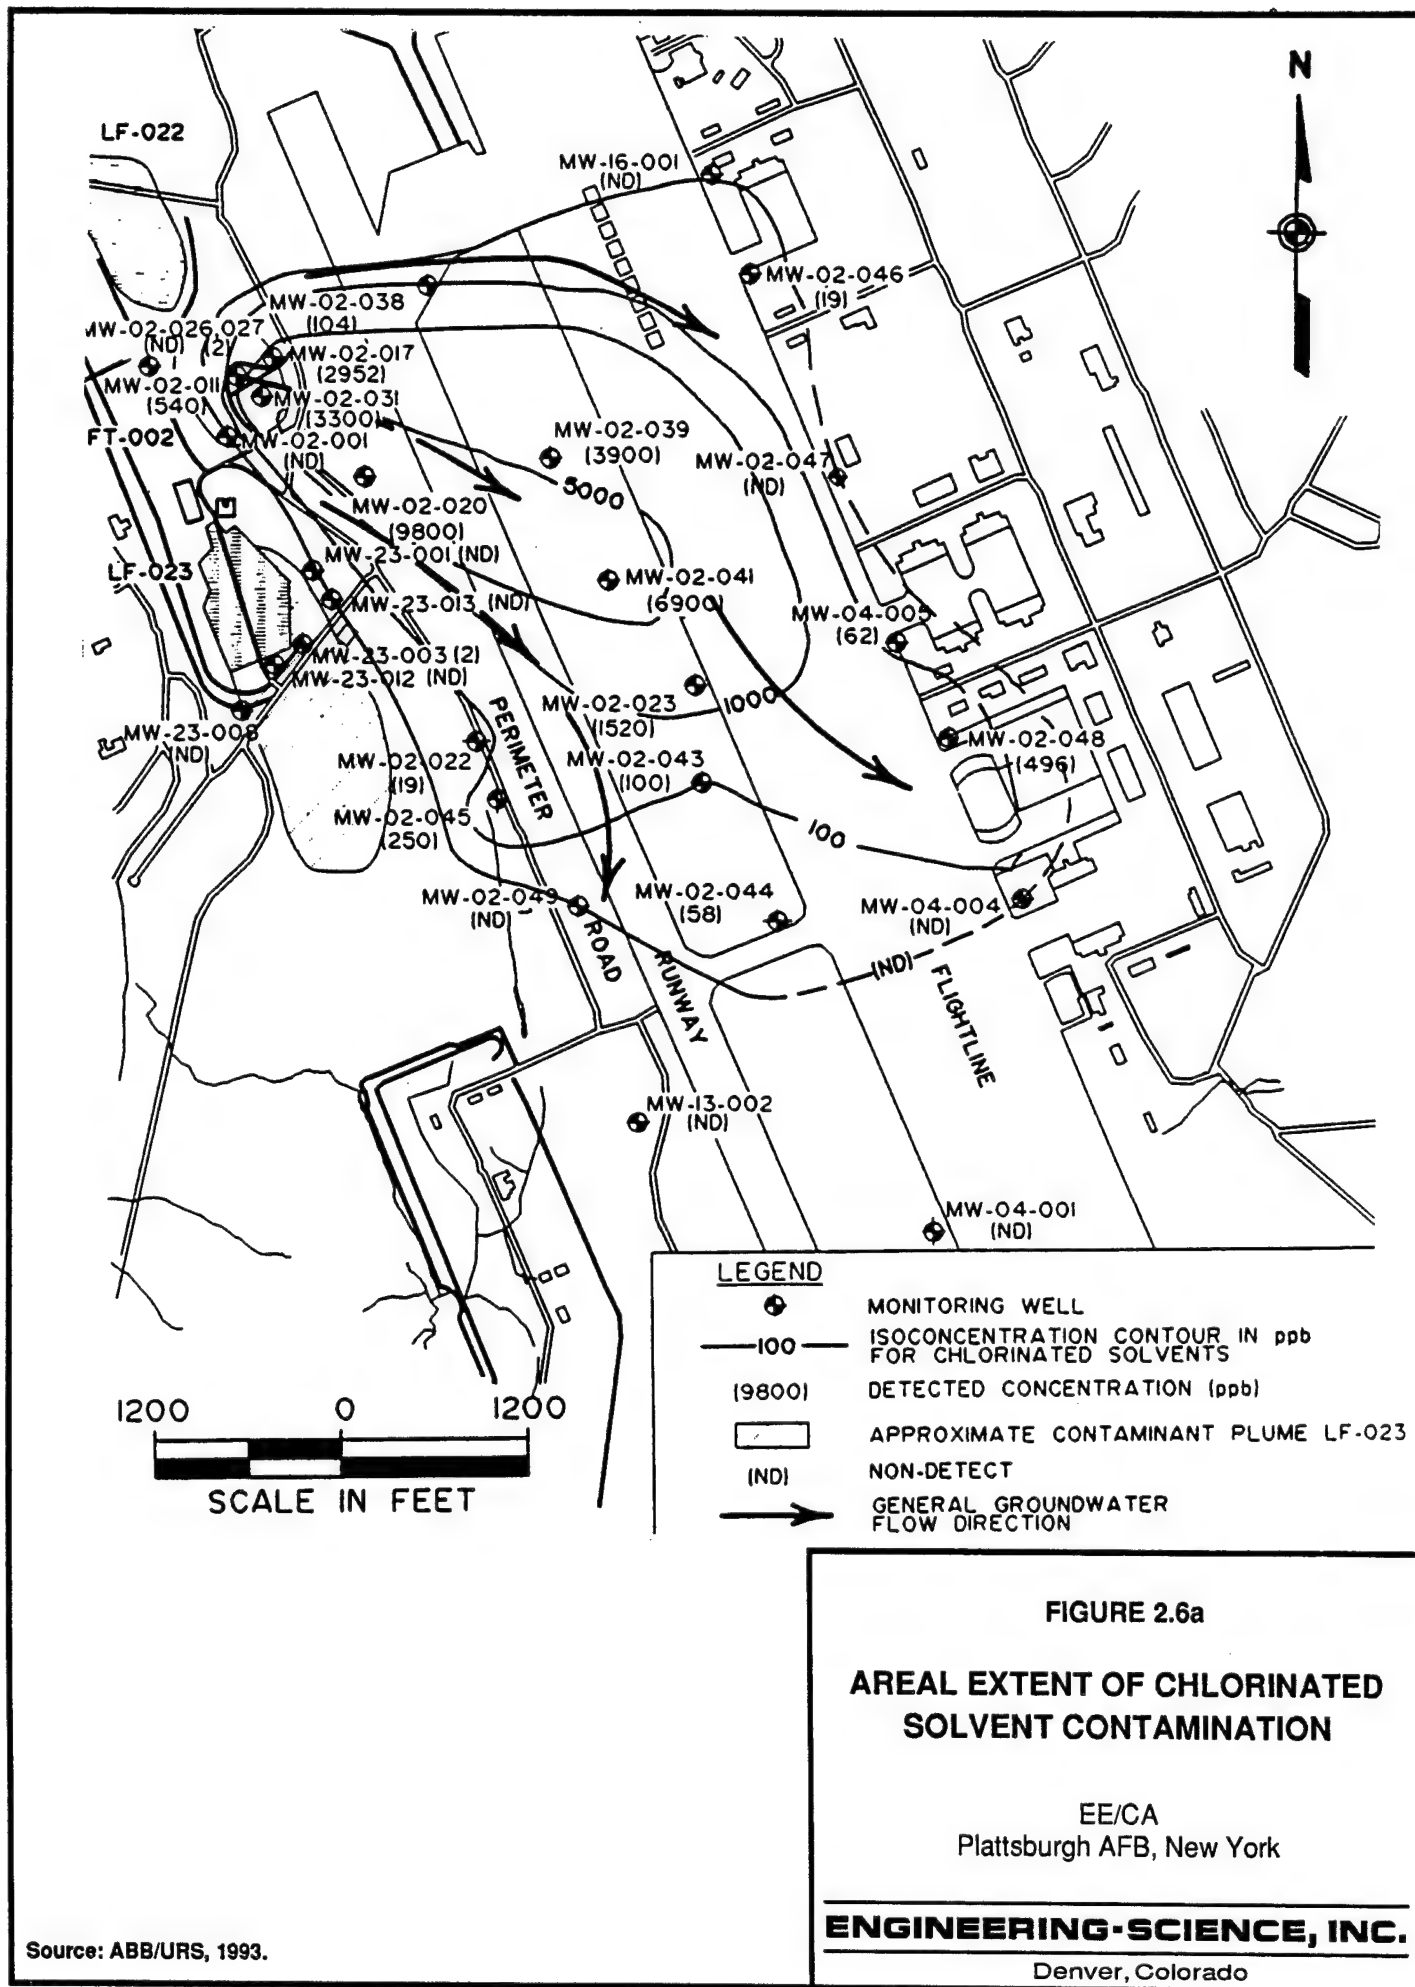 N
LF-022
MW-16-001
(ND)
MW-02-046
(19)
MW-02-038
(104)
MW-02-026,027
(ND) (2)
MW-02-017
(2952)
MW-02-011
(540)
MW-02-031
(3300)
FT-002
MW-02-001
(ND)
MW-02-039
(3900)
MW-02-047
(ND)
5000
MW-02-020
(9800)
MW-23-001 (ND)
LF-023
MW-02-041
(6900)
MW-23-013 (ND)
MW-04-005
(62)
MW-23-003 (2)
MW-23-012 (ND)
MW-02-023
(1520)
1000
MW-23-008
(ND)
PERIMETER
MW-02-022
(19)
MW-02-043
(100)
MW-02-048
(496)
MW-02-045
(250)
100
MW-02-049
(ND)
MW-02-044
(58)
MW-04-004
(ND)
ROAD
RUNWAY
(ND)
FLIGHTLINE
MW-13-002
(ND)
MW-04-001
(ND)
LEGEND
MONITORING WELL
100
ISOCONCENTRATION CONTOUR IN ppb
FOR CHLORINATED SOLVENTS
(9800) DETECTED CONCENTRATION (ppb)
APPROXIMATE CONTAMINANT PLUME LF-023
(ND) NON-DETECT
GENERAL GROUNDWATER
FLOW DIRECTION
1200 0 1200
SCALE IN FEET
FIGURE 2.6a
AREAL EXTENT OF CHLORINATED
SOLVENT CONTAMINATION
EE/CA
Plattsburgh AFB, New York
ENGINEERING-SCIENCE, INC.
Denver, Colorado
Source: ABB/URS, 1993.